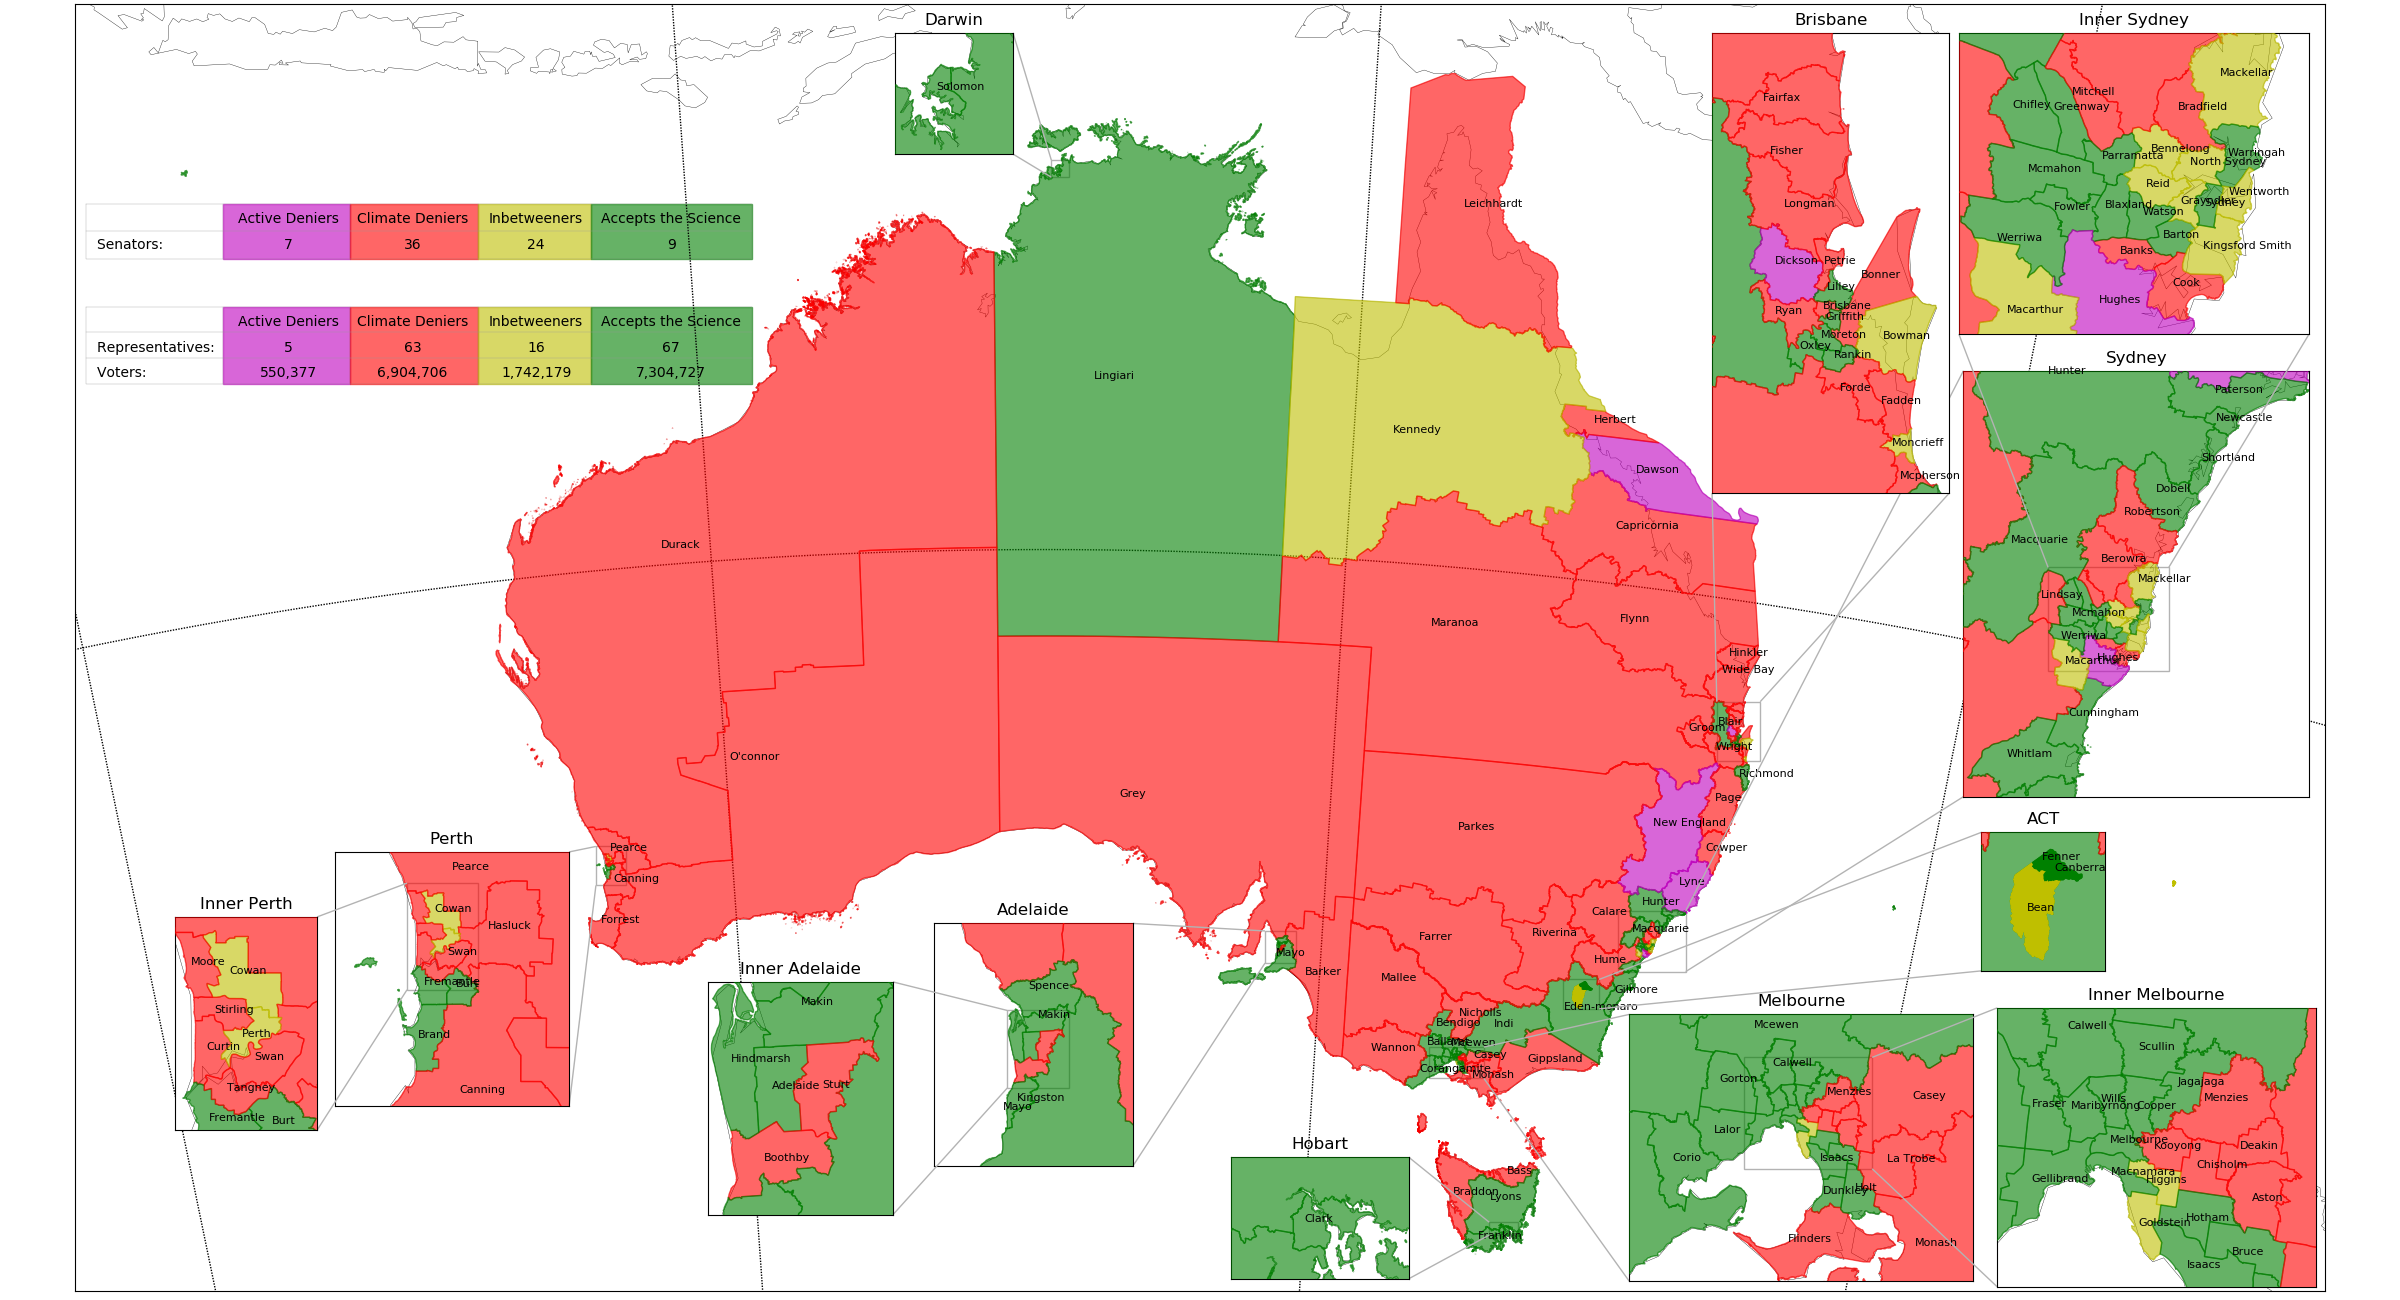 Darwin
Solomon
Active Deniers Climate Deniers Inbetweeners Accepts the Science
Senators: 7 36 24 9
Active Deniers Climate Deniers Inbetweeners Accepts the Science
Representatives: 5 63 16 67
Voters: 550,377 6,904,706 1,742,179 7,304,727
Leichhardt
Lingiari
Kennedy
Herbert
Dawson
Capricornia
Durack
Maranoa
Flynn
Hinkler
Wide Bay
Blair
Groom
Wright
O'connor
Richmond
Grey
Page
Parkes
New England
Cowper
Lyne
Pearce
Canning
Forrest
Hunter
Calare
Macquarie
Farrer
Riverina
Mayo
Hume
Barker
Mallee
Gilmore
Eden-monaro
Nicholls
Bendigo
Indi
Ballarat
Mcewen
Wannon
Casey
Gippsland
Corangamite
Monash
Bass
Braddon
Lyons
Franklin
Brisbane
Fairfax
Fisher
Longman
Dickson
Petrie
Bonner
Lilley
Brisbane
Ryan
Griffith
Moreton
Bowman
Oxley
Rankin
Forde
Fadden
Moncrieff
Mcpherson
Inner Sydney
Mackellar
Mitchell
Chifley
Greenway
Bradfield
Bennelong
Warringah
Parramatta
North Sydney
Mcmahon
Reid
Wentworth
Grayndler
Sydney
Fowler
Blaxland
Watson
Werriwa
Barton
Kingsford Smith
Banks
Cook
Hughes
Macarthur
Sydney
Hunter
Paterson
Newcastle
Shortland
Dobell
Robertson
Macquarie
Berowra
Mackellar
Lindsay
Mcmahon
Werriwa
Hughes
Macarthur
Cunningham
Whitlam
ACT
Fenner
Canberra
Bean
Perth
Pearce
Cowan
Hasluck
Swan
Fremantle
Burt
Brand
Canning
Inner Perth
Moore
Cowan
Stirling
Perth
Curtin
Swan
Tangney
Fremantle
Burt
Adelaide
Spence
Makin
Kingston
Mayo
Inner Adelaide
Makin
Hindmarsh
Adelaide
Sturt
Boothby
Hobart
Clark
Melbourne
Mcewen
Calwell
Gorton
Menzies
Casey
Lalor
Corio
Isaacs
La Trobe
Dunkley
Holt
Flinders
Monash
Inner Melbourne
Calwell
Scullin
Jagajaga
Fraser
Wills
Menzies
Maribyrnong
Cooper
Melbourne
Kooyong
Deakin
Chisholm
Macnamara
Gellibrand
Higgins
Aston
Hotham
Goldstein
Bruce
Isaacs